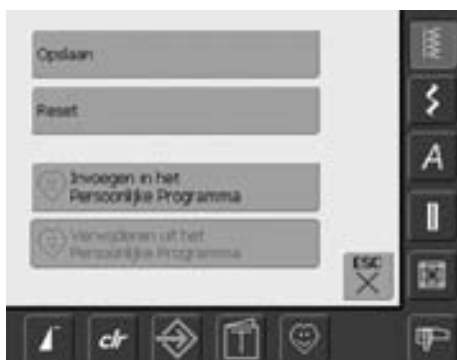 Opslaan
Reset
Invoegen in het
Persoonlijke Programma
Verwijderen uit het
Persoonlijke Programma
ESC
A
clr